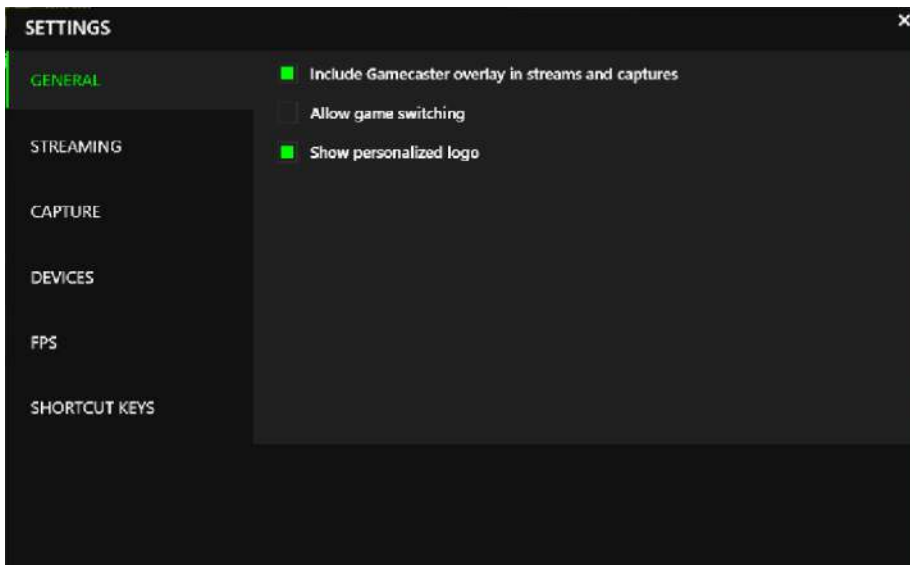 SETTINGS
GENERAL
STREAMING
CAPTURE
DEVICES
FPS
SHORTCUT KEYS
Include Gamecaster overlay in streams and captures
Allow game switching
Show personalized logo